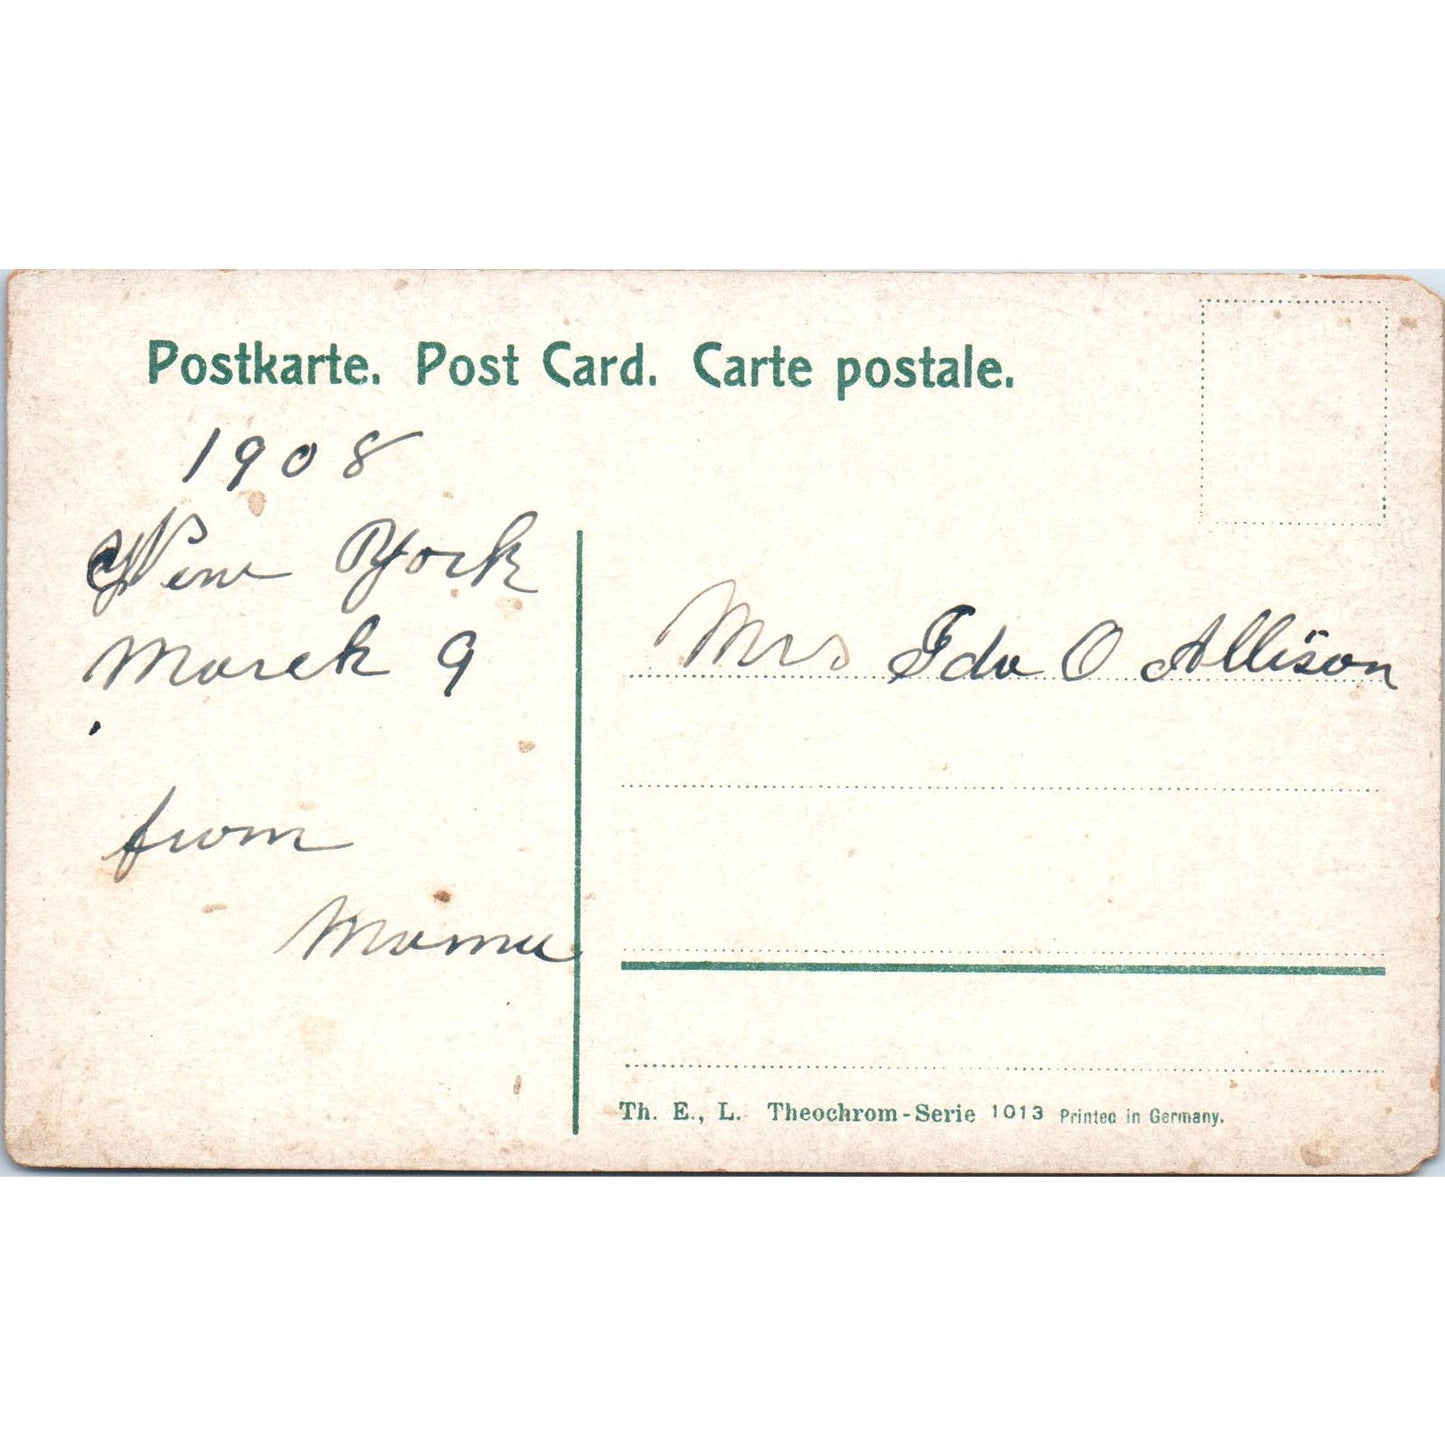 Postkarte. Post Card. Carte postale.
1908
New York
March 9
from
Mama
Mrs Ida O Allison
Th. E., L. Theochrom-Serie 1013 Printed in Germany.